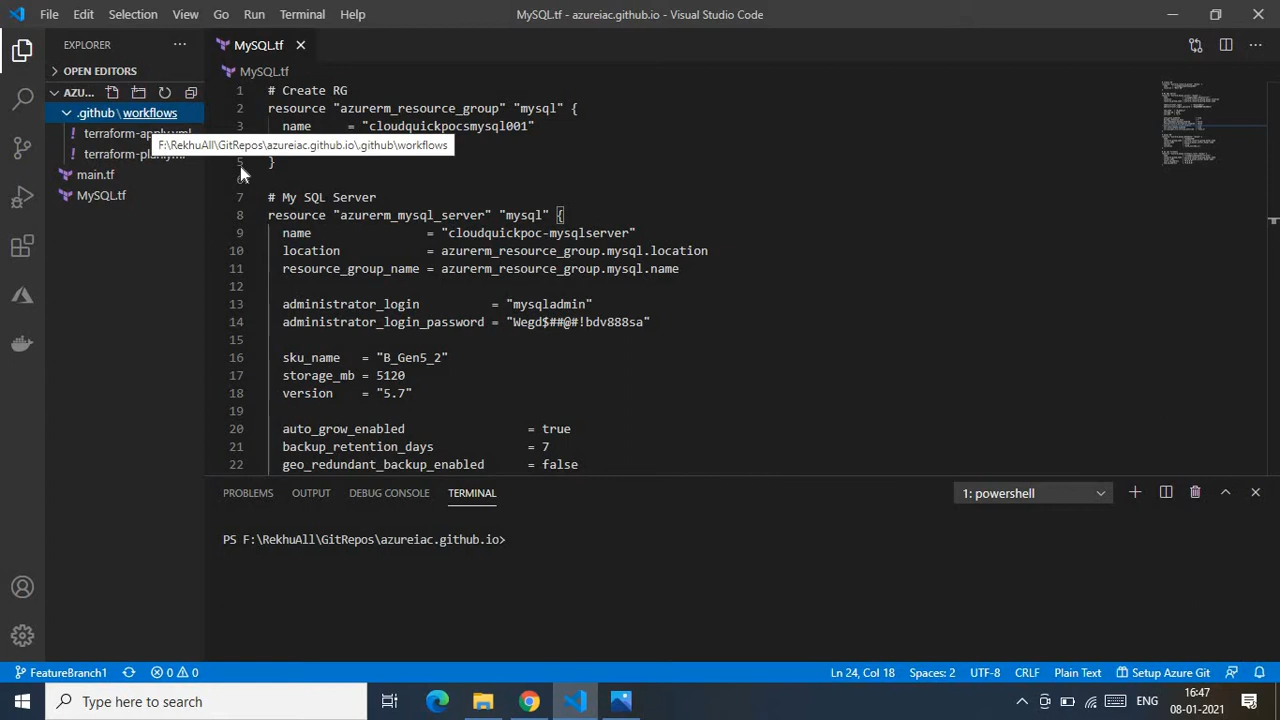 File Edit Selection View Go Run Terminal Help MySQL.tf - azureiac.github.io - Visual Studio Code
EXPLORER ···
OPEN EDITORS
AZU...
.github\workflows
terraform-apply.yml
F:\RekhuAll\GitRepos\azureiac.github.io\.github\workflows
main.tf
MySQL.tf
MySQL.tf
MySQL.tf
1 # Create RG
2 resource "azurerm_resource_group" "mysql" {
3 name = "cloudquickpocsmysql001"
5 }
7 # My SQL Server
8 resource "azurerm_mysql_server" "mysql" {
9 name = "cloudquickpoc-mysqlserver"
10 location = azurerm_resource_group.mysql.location
11 resource_group_name = azurerm_resource_group.mysql.name
12
13 administrator_login = "mysqladmin"
14 administrator_login_password = "Wegd$##@#!bdv888sa"
15
16 sku_name = "B_Gen5_2"
17 storage_mb = 5120
18 version = "5.7"
19
20 auto_grow_enabled = true
21 backup_retention_days = 7
22 geo_redundant_backup_enabled = false
PROBLEMS OUTPUT DEBUG CONSOLE TERMINAL 1: powershell
PS F:\RekhuAll\GitRepos\azureiac.github.io>
FeatureBranch1 0 0 Ln 24, Col 18 Spaces: 2 UTF-8 CRLF Plain Text Setup Azure Git
Type here to search ENG 16:47
08-01-2021